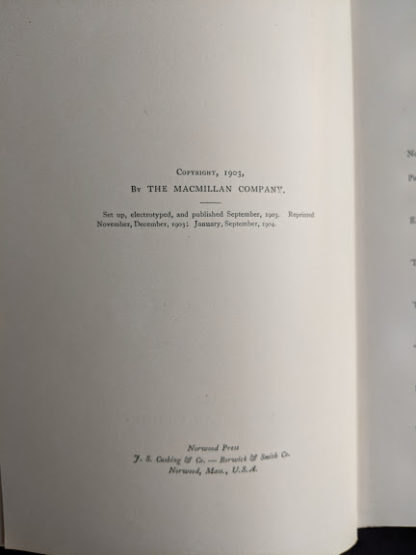 Copyright, 1903,
By THE MACMILLAN COMPANY.
Set up, electrotyped, and published September, 1903. Reprinted
November, December, 1903; January, September, 1904.
Norwood Press
J. S. Cushing & Co. — Berwick & Smith Co.
Norwood, Mass., U.S.A.